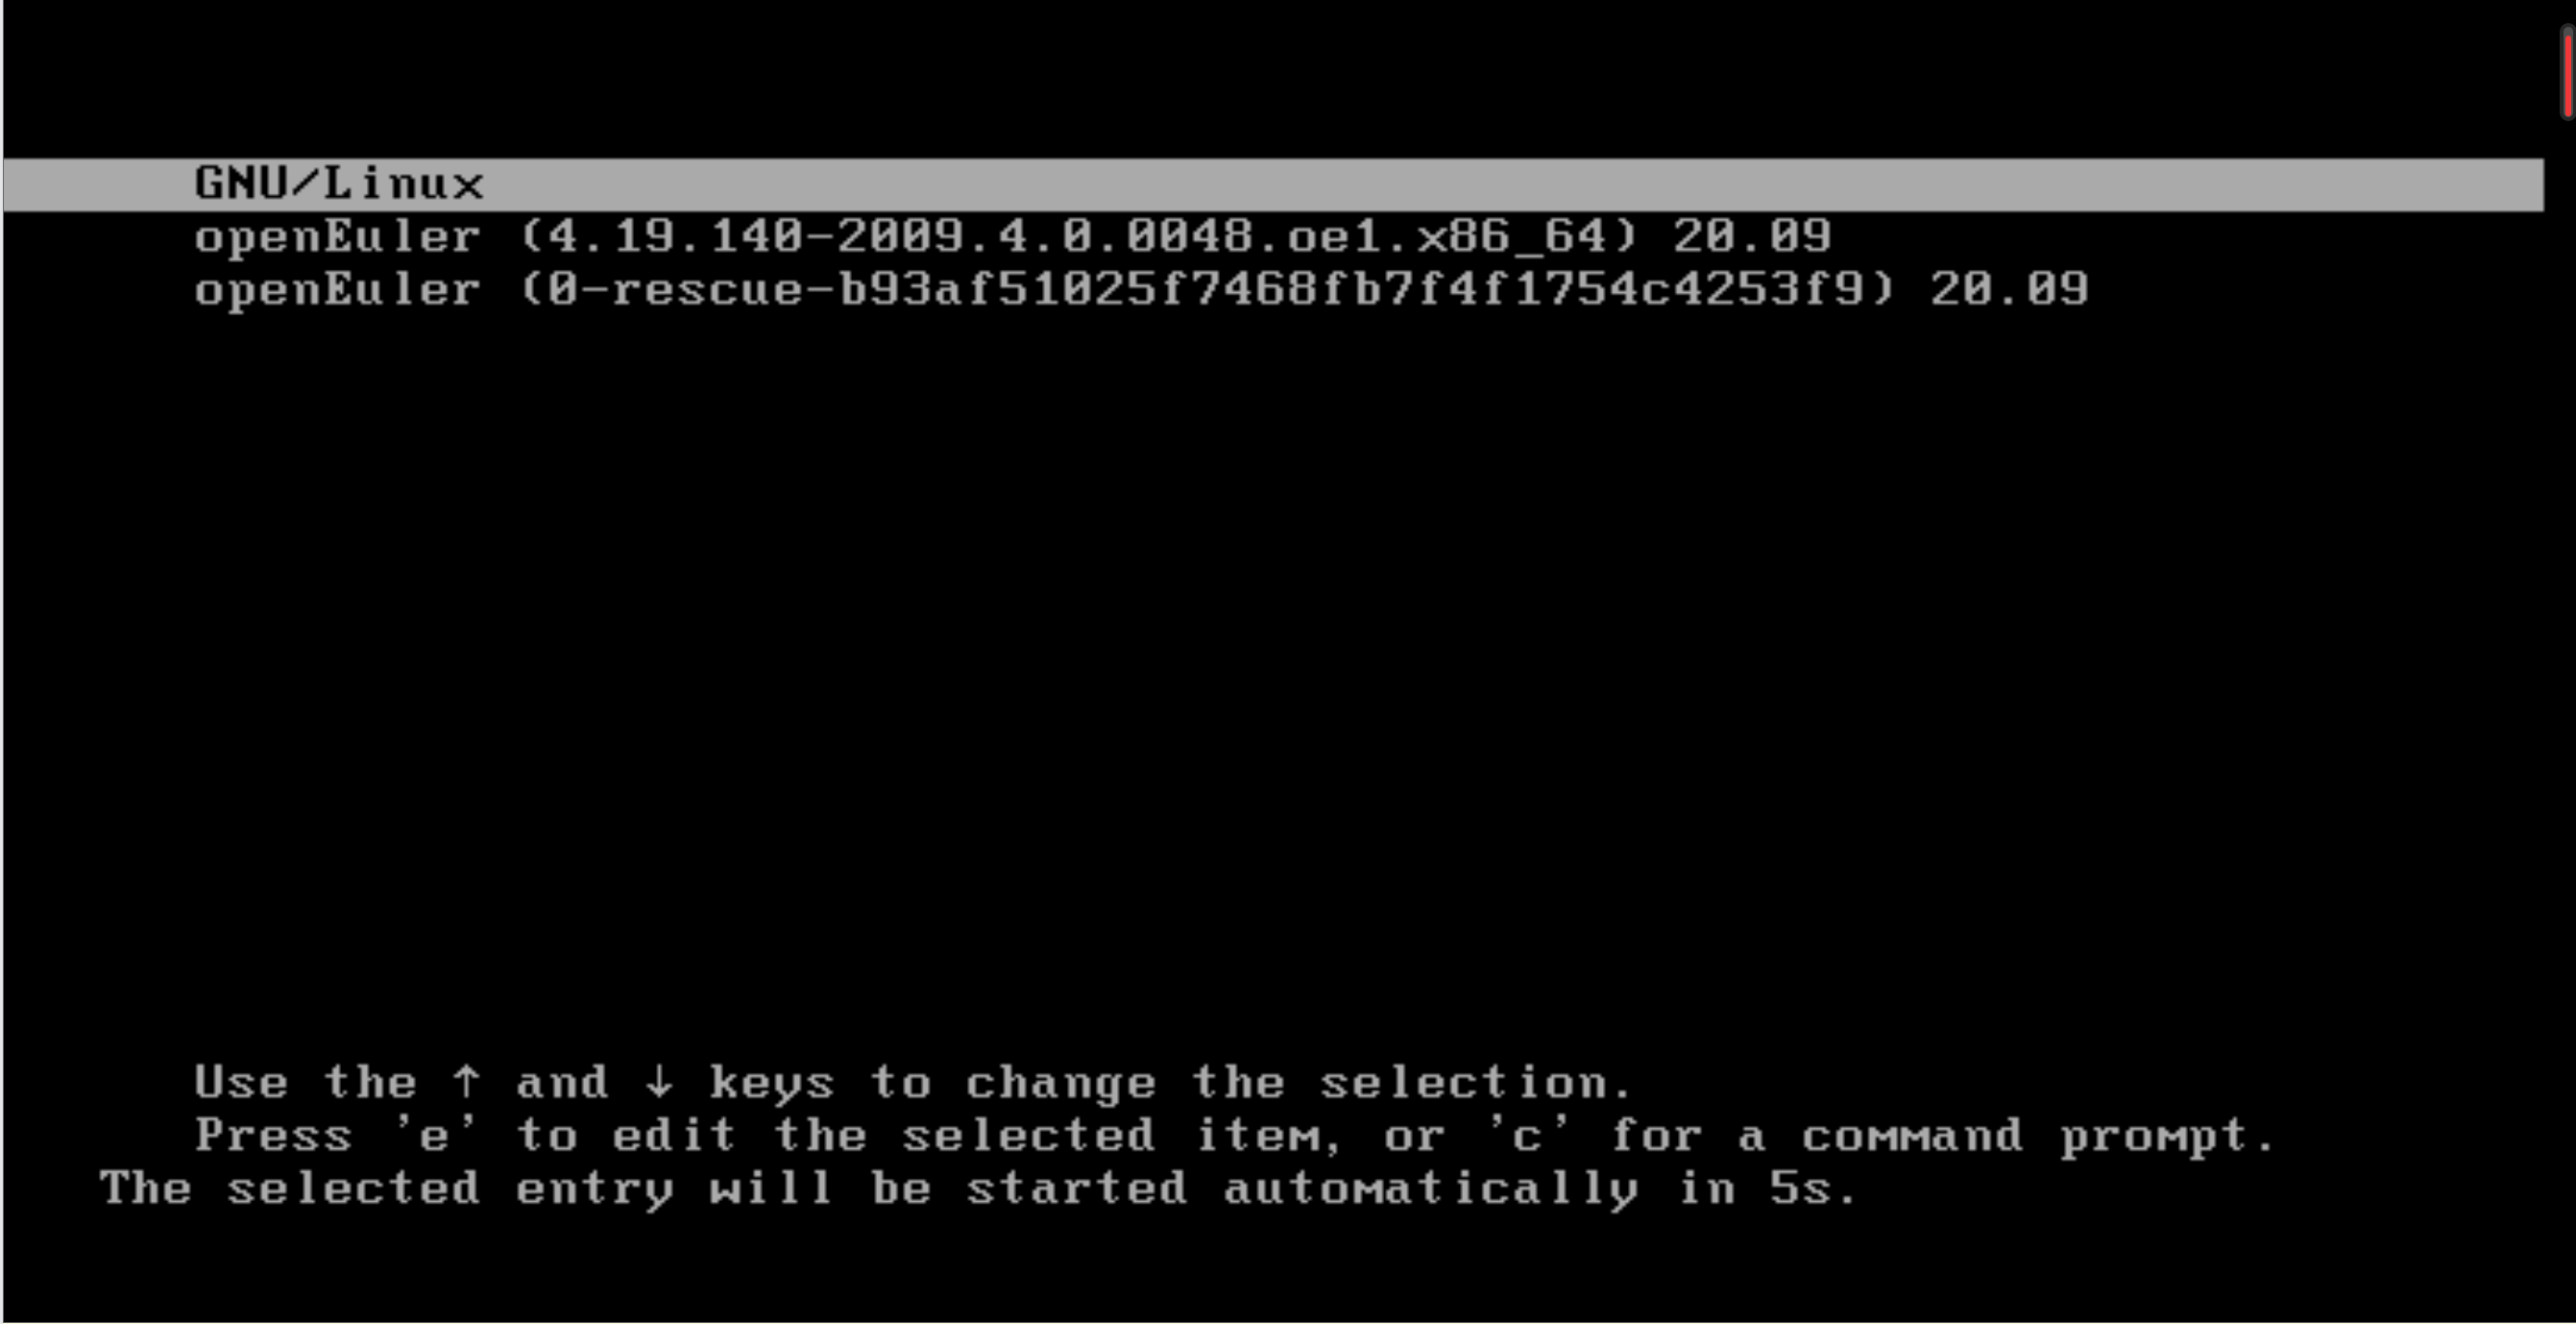 GNU/Linux
openEuler (4.19.140-2009.4.0.0048.oe1.x86_64) 20.09
openEuler (0-rescue-b93af51025f7468fb7f4f1754c4253f9) 20.09
Use the ↑ and ↓ keys to change the selection.
Press 'e' to edit the selected item, or 'c' for a command prompt.
The selected entry will be started automatically in 5s.